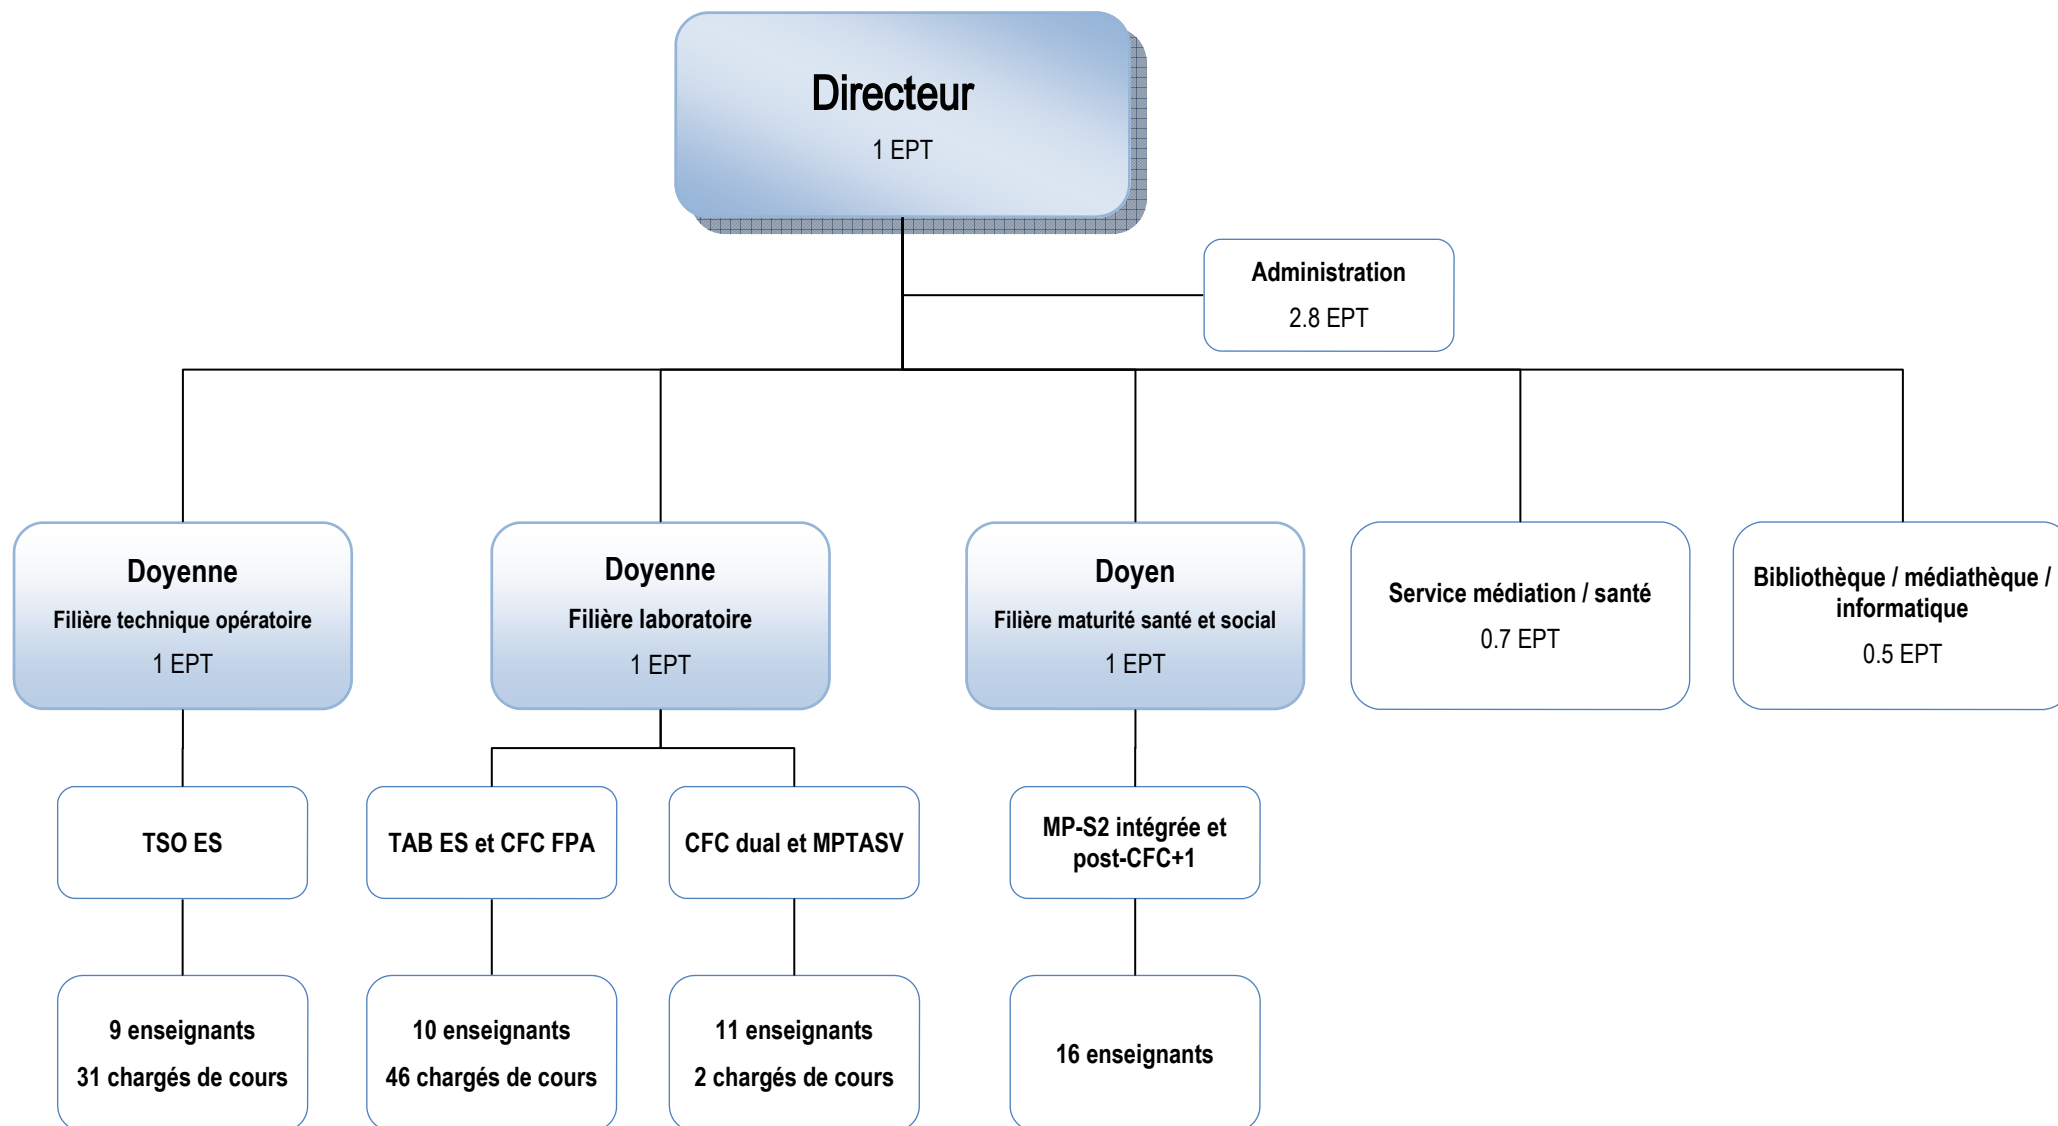 Directeur
1 EPT
Administration
2.8 EPT
Doyenne
Filière technique opératoire
1 EPT
Doyenne
Filière laboratoire
1 EPT
Doyen
Filière maturité santé et social
1 EPT
Service médiation / santé
0.7 EPT
Bibliothèque / médiathèque /
informatique
0.5 EPT
TSO ES
TAB ES et CFC FPA
CFC dual et MPTASV
MP-S2 intégrée et
post-CFC+1
9 enseignants
31 chargés de cours
10 enseignants
46 chargés de cours
11 enseignants
2 chargés de cours
16 enseignants